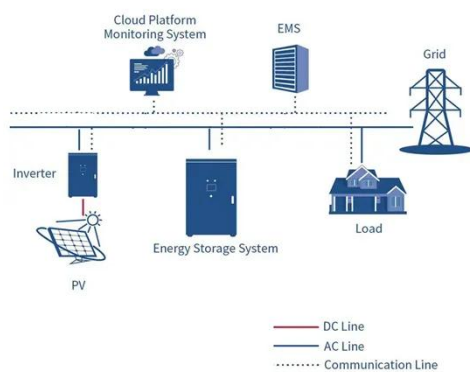 Cloud Platform
Monitoring System
EMS
Grid
Inverter
Energy Storage System
Load
PV
DC Line
AC Line
Communication Line